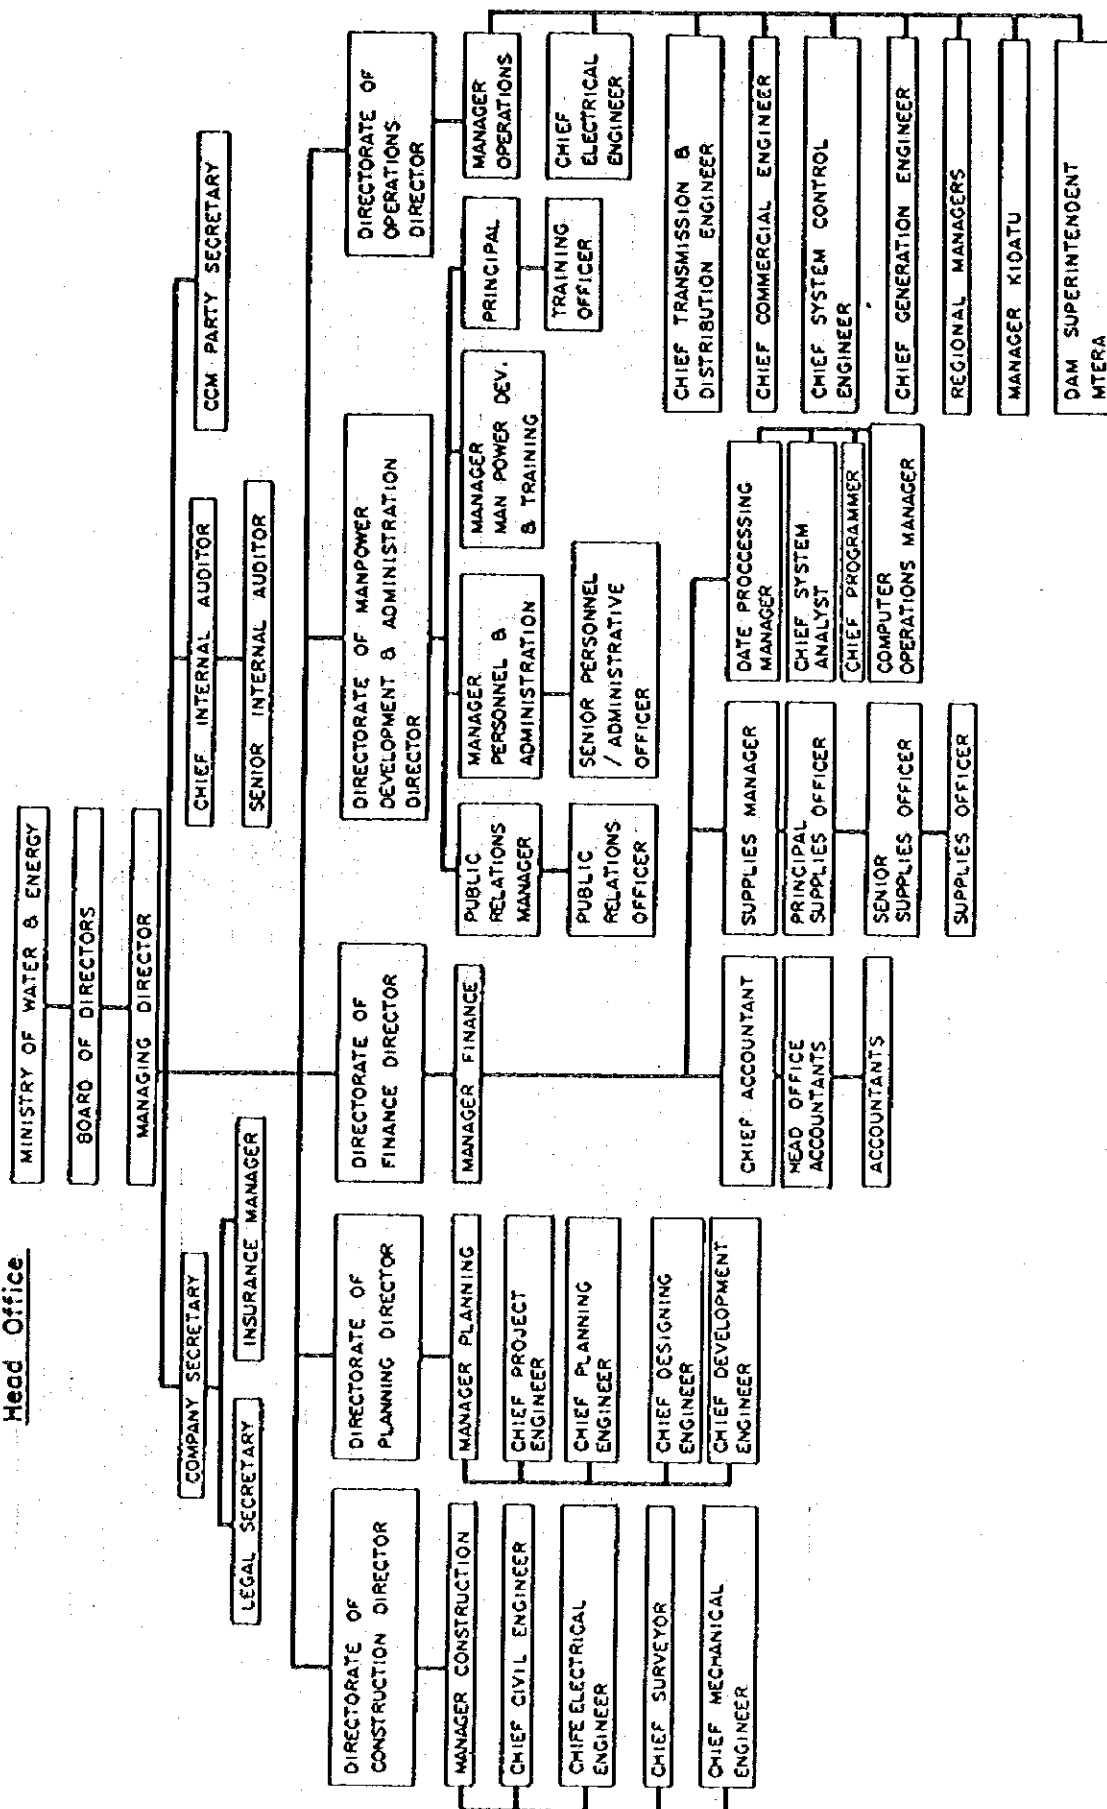 Head Office
MINISTRY OF WATER & ENERGY
BOARD OF DIRECTORS
MANAGING DIRECTOR
COMPANY SECRETARY
LEGAL SECRETARY
INSURANCE MANAGER
CHIEF INTERNAL AUDITOR
SENIOR INTERNAL AUDITOR
CCM PARTY SECRETARY
DIRECTORATE OF
CONSTRUCTION DIRECTOR
MANAGER CONSTRUCTION
CHIEF CIVIL ENGINEER
CHIFE ELECTRICAL
ENGINEER
CHIEF SURVEYOR
CHIEF MECHANICAL
ENGINEER
DIRECTORATE OF
PLANNING DIRECTOR
MANAGER PLANNING
CHIEF PROJECT
ENGINEER
CHIEF PLANNING
ENGINEER
CHIEF DESIGNING
ENGINEER
CHIEF DEVELOPMENT
ENGINEER
DIRECTORATE OF
FINANCE DIRECTOR
MANAGER FINANCE
CHIEF ACCOUNTANT
HEAD OFFICE
ACCOUNTANTS
ACCOUNTANTS
SUPPLIES MANAGER
PRINCIPAL
SUPPLIES OFFICER
SENIOR
SUPPLIES OFFICER
SUPPLIES OFFICER
DATE PROCCESSING
MANAGER
CHIEF SYSTEM
ANALYST
CHIEF PROGRAMMER
COMPUTER
OPERATIONS MANAGER
DIRECTORATE OF MANPOWER
DEVELOPMENT & ADMINISTRATION
DIRECTOR
PUBLIC
RELATIONS
MANAGER
PUBLIC
RELATIONS
OFFICER
MANAGER
PERSONNEL &
ADMINISTRATION
SENIOR PERSONNEL
/ ADMINISTRATIVE
OFFICER
MANAGER
MAN POWER DEV.
& TRAINING
PRINCIPAL
TRAINING
OFFICER
DIRECTORATE OF
OPERATIONS
DIRECTOR
MANAGER
OPERATIONS
CHIEF
ELECTRICAL
ENGINEER
CHIEF TRANSMISSION &
DISTRIBUTION ENGINEER
CHIEF COMMERCIAL ENGINEER
CHIEF SYSTEM CONTROL
ENGINEER
CHIEF GENERATION ENGINEER
REGIONAL MANAGERS
MANAGER KIDATU
DAM SUPERINTENDENT
MTERA